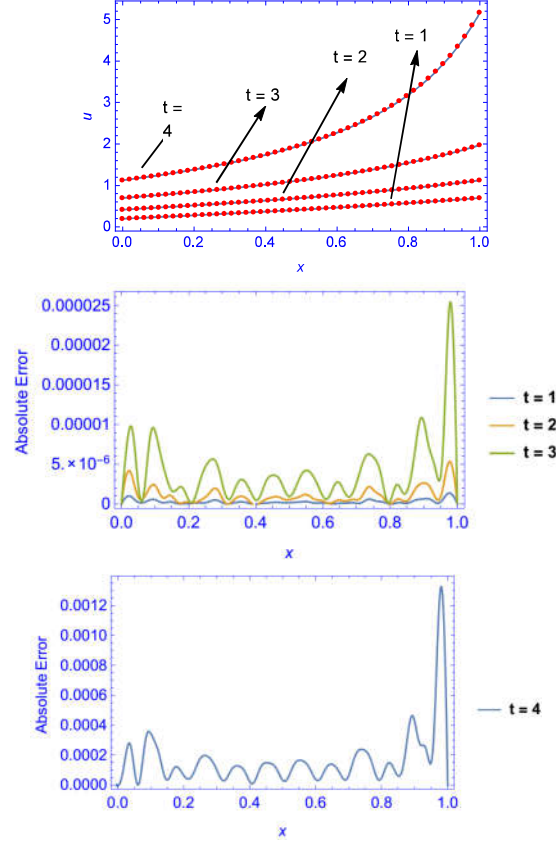 5
4
3
2
1
0
u
t = 1
t = 2
t = 3
t =
4
0.0 0.2 0.4 0.6 0.8 1.0
x
0.000025
0.00002
0.000015
0.00001
5. × 10⁻⁶
0
Absolute Error
0.0 0.2 0.4 0.6 0.8 1.0
x
t = 1
t = 2
t = 3
0.0012
0.0010
0.0008
0.0006
0.0004
0.0002
0.0000
Absolute Error
0.0 0.2 0.4 0.6 0.8 1.0
x
t = 4